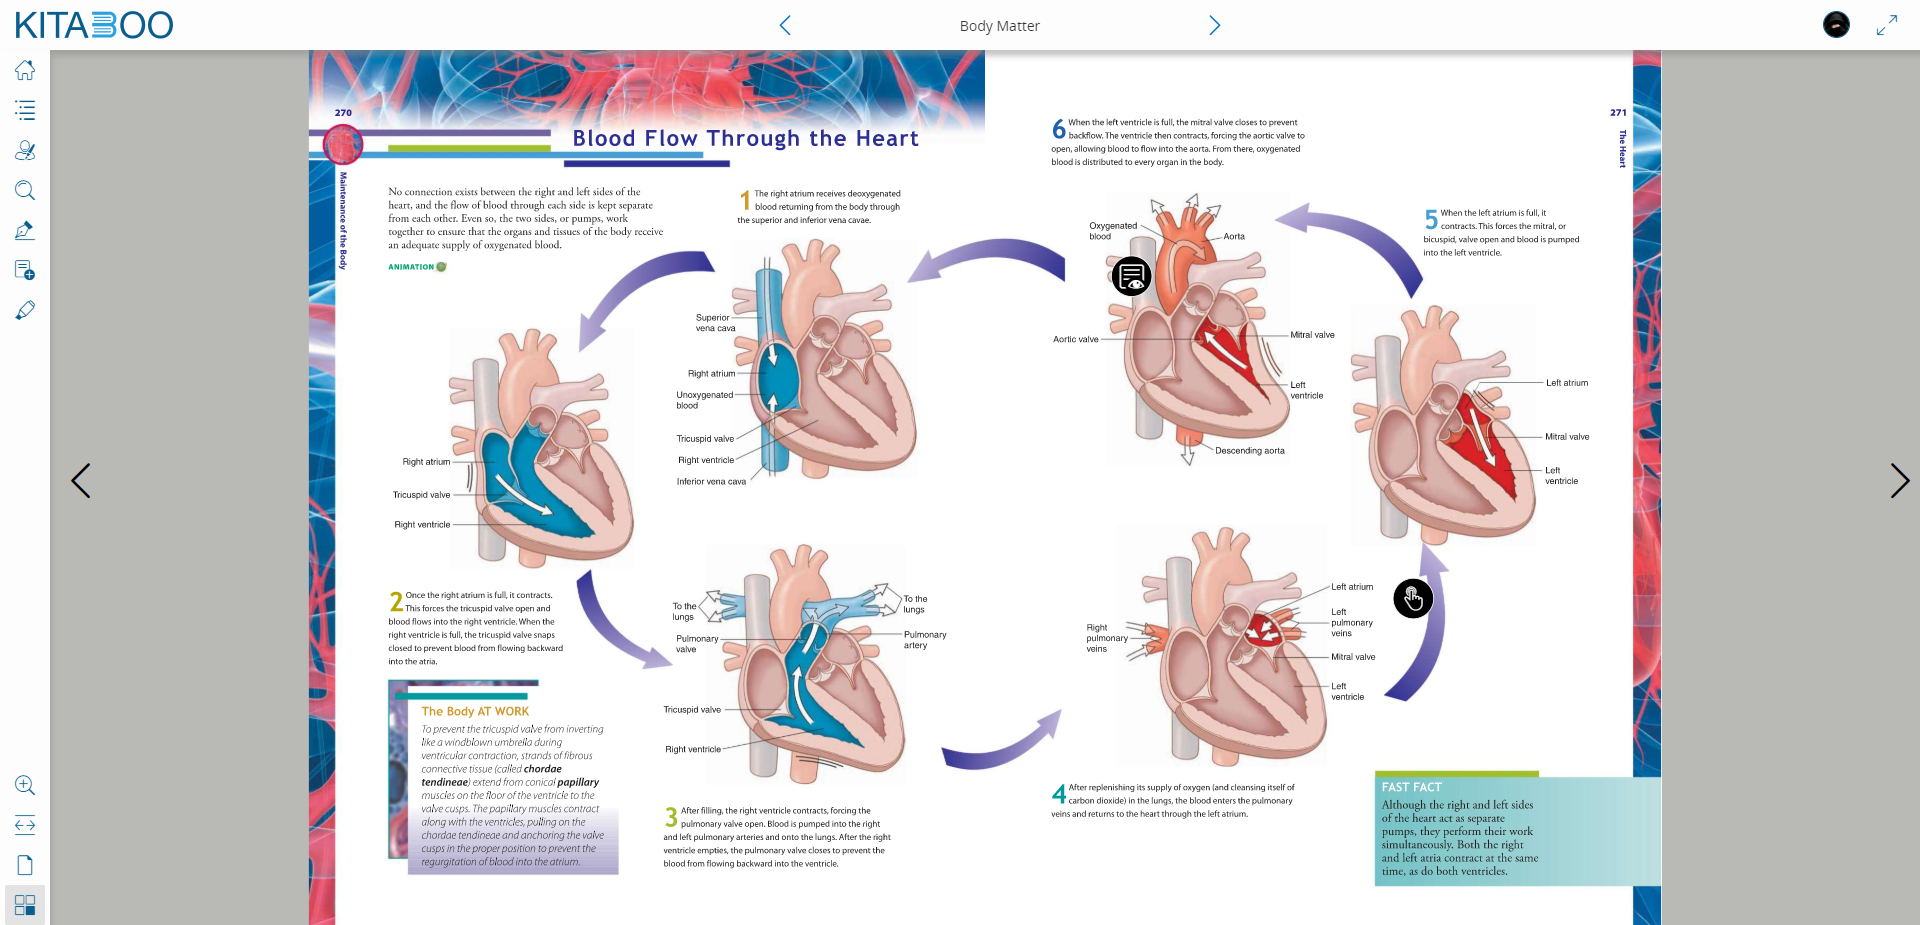 KITABOO
Body Matter
270
Blood Flow Through the Heart
Maintenance of the Body
No connection exists between the right and left sides of the
heart, and the flow of blood through each side is kept separate
from each other. Even so, the two sides, or pumps, work
together to ensure that the organs and tissues of the body receive
an adequate supply of oxygenated blood.
ANIMATION
1 The right atrium receives deoxygenated
blood returning from the body through
the superior and inferior vena cavae.
Superior
vena cava
Right atrium
Unoxygenated
blood
Tricuspid valve
Right ventricle
Inferior vena cava
Right atrium
Tricuspid valve
Right ventricle
2 Once the right atrium is full, it contracts.
This forces the tricuspid valve open and
blood flows into the right ventricle. When the
right ventricle is full, the tricuspid valve snaps
closed to prevent blood from flowing backward
into the atria.
The Body AT WORK
To prevent the tricuspid valve from inverting
like a windblown umbrella during
ventricular contraction, strands of fibrous
connective tissue (called chordae
tendineae) extend from conical papillary
muscles on the floor of the ventricle to the
valve cusps. The papillary muscles contract
along with the ventricles, pulling on the
chordae tendineae and anchoring the valve
cusps in the proper position to prevent the
regurgitation of blood into the atrium.
To the
lungs
To the
lungs
Pulmonary
valve
Pulmonary
artery
Tricuspid valve
Right ventricle
3 After filling, the right ventricle contracts, forcing the
pulmonary valve open. Blood is pumped into the right
and left pulmonary arteries and onto the lungs. After the right
ventricle empties, the pulmonary valve closes to prevent the
blood from flowing backward into the ventricle.
271
The Heart
6 When the left ventricle is full, the mitral valve closes to prevent
backflow. The ventricle then contracts, forcing the aortic valve to
open, allowing blood to flow into the aorta. From there, oxygenated
blood is distributed to every organ in the body.
Oxygenated
blood
Aorta
Aortic valve
Mitral valve
Left
ventricle
Descending aorta
5 When the left atrium is full, it
contracts. This forces the mitral, or
bicuspid, valve open and blood is pumped
into the left ventricle.
Left atrium
Mitral valve
Left
ventricle
Left atrium
Left
pulmonary
veins
Right
pulmonary
veins
Mitral valve
Left
ventricle
4 After replenishing its supply of oxygen (and cleansing itself of
carbon dioxide) in the lungs, the blood enters the pulmonary
veins and returns to the heart through the left atrium.
FAST FACT
Although the right and left sides
of the heart act as separate
pumps, they perform their work
simultaneously. Both the right
and left atria contract at the same
time, as do both ventricles.